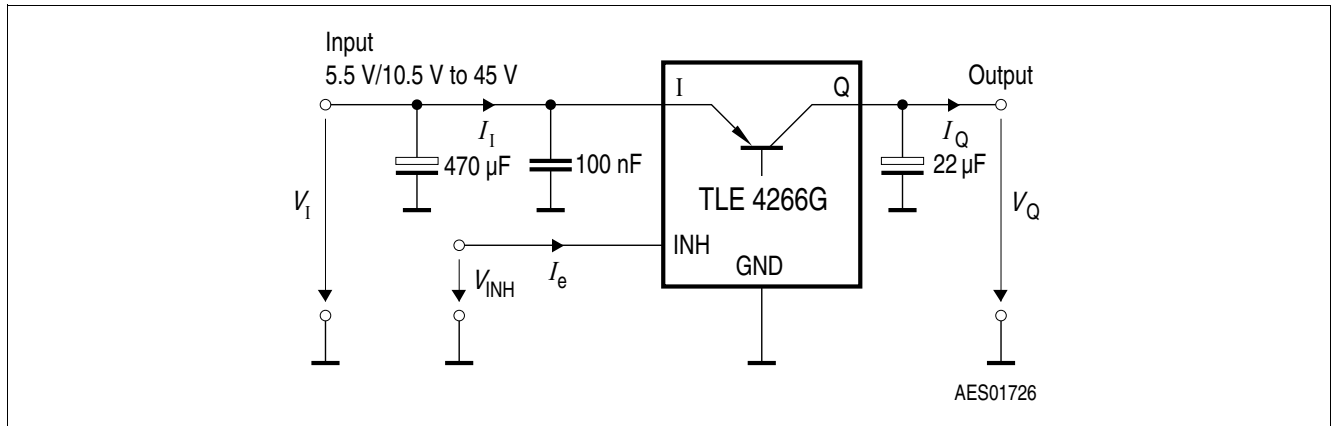 Input
5.5 V/10.5 V to 45 V
Output
I
Q
I_I
I_Q
470 µF
100 nF
22 µF
TLE 4266G
V_I
V_Q
INH
I_e
V_INH
GND
AES01726